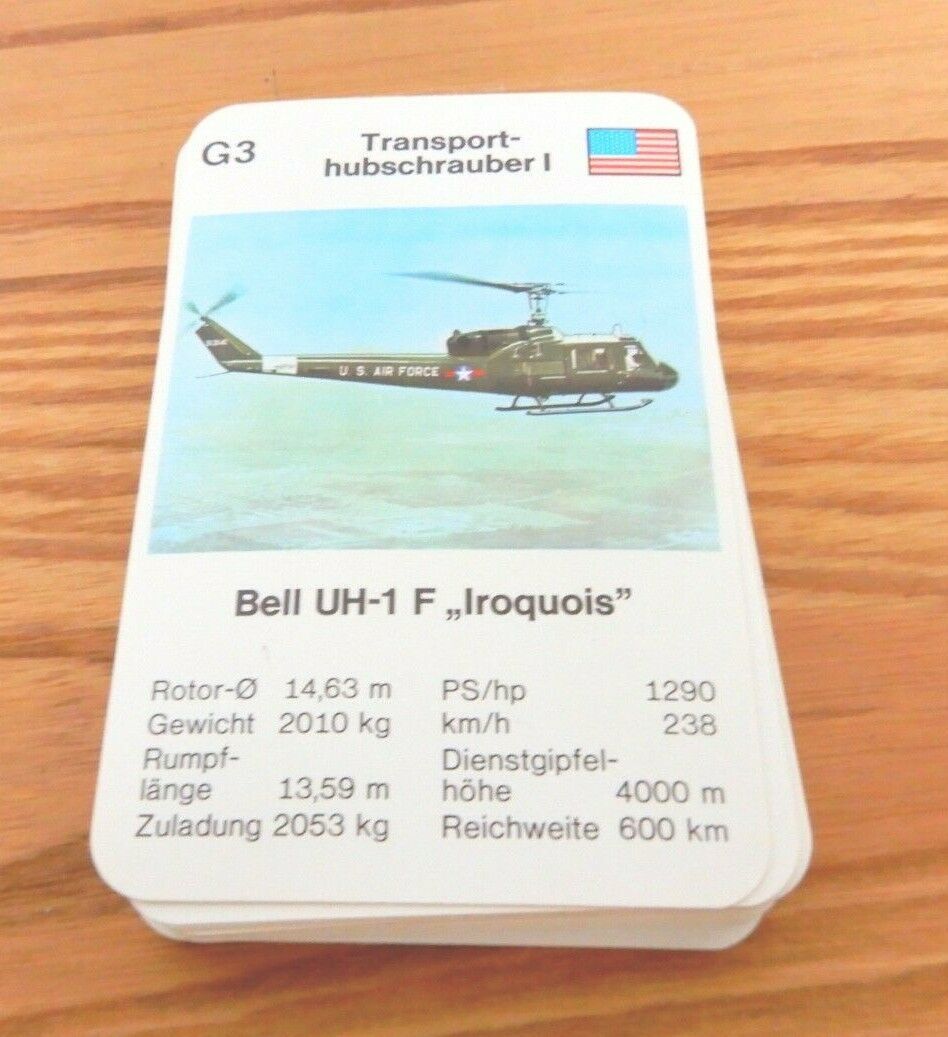 G3
Transport-
hubschrauber I
U. S. AIR FORCE
Bell UH-1 F „Iroquois”
Rotor-Ø 14,63 m PS/hp 1290
Gewicht 2010 kg km/h 238
Rumpf- Dienstgipfel-
länge 13,59 m höhe 4000 m
Zuladung 2053 kg Reichweite 600 km